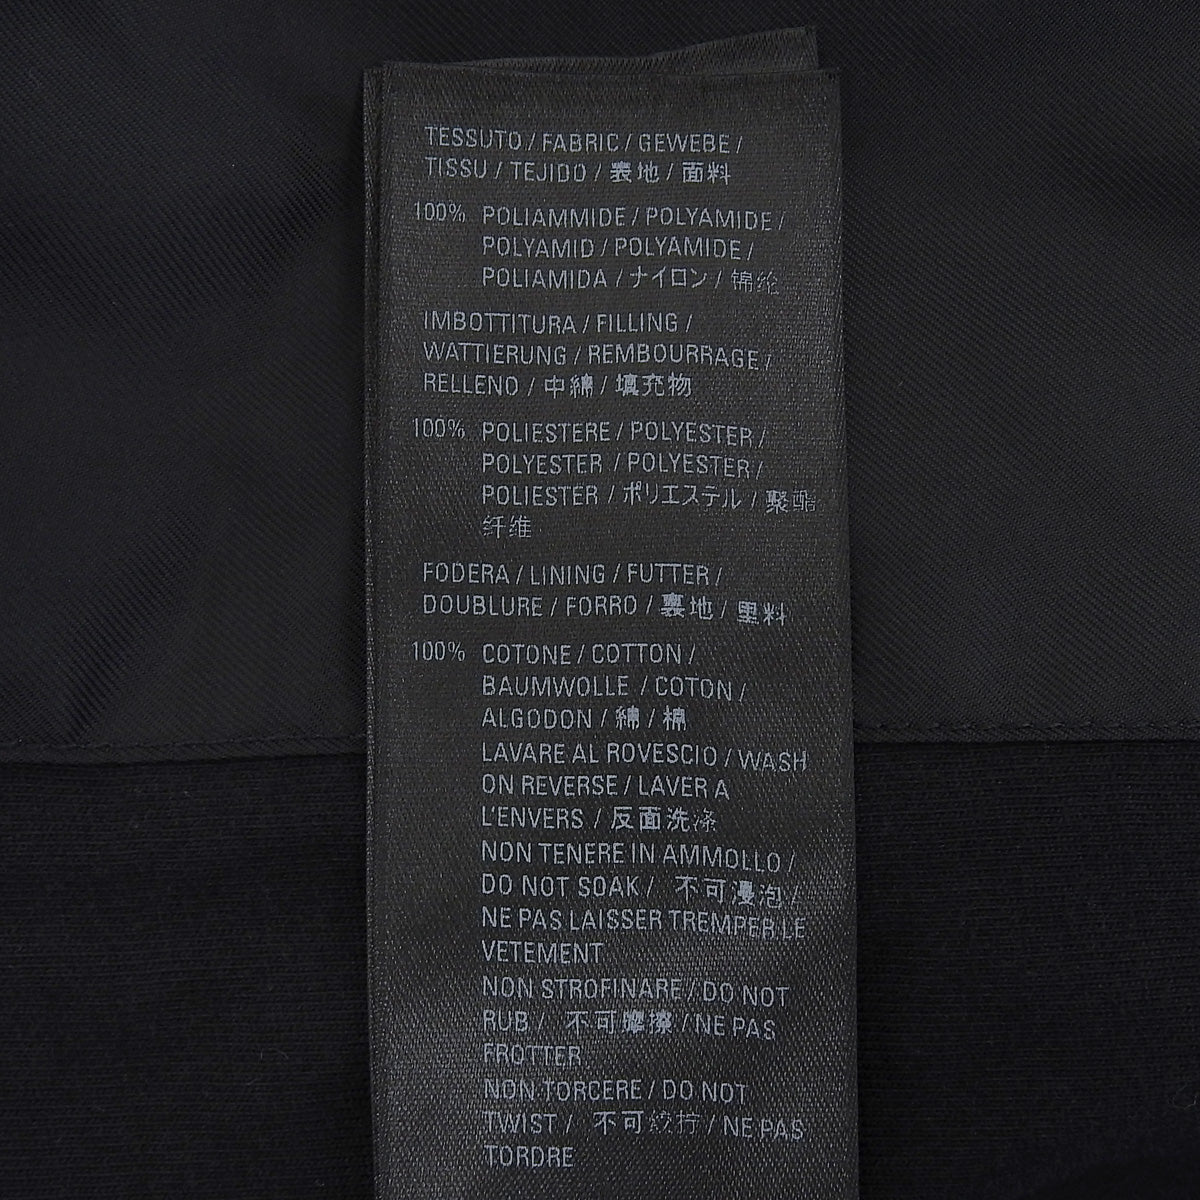 TESSUTO / FABRIC / GEWEBE /
TISSU / TEJIDO / 表地 / 面料
100% POLIAMMIDE / POLYAMIDE /
POLYAMID / POLYAMIDE /
POLIAMIDA / ナイロン / 锦纶
IMBOTTITURA / FILLING /
WATTIERUNG / REMBOURRAGE /
RELLENO / 中綿 / 填充物
100% POLIESTERE / POLYESTER /
POLYESTER / POLYESTER /
POLIESTER / ポリエステル / 聚酯
纤维
FODERA / LINING / FUTTER /
DOUBLURE / FORRO / 裏地 / 里料
100% COTONE / COTTON /
BAUMWOLLE / COTON /
ALGODON / 綿 / 棉
LAVARE AL ROVESCIO / WASH
ON REVERSE / LAVER A
L'ENVERS / 反面洗涤
NON TENERE IN AMMOLLO /
DO NOT SOAK / 不可浸泡 /
NE PAS LAISSER TREMPER LE
VETEMENT
NON STROFINARE / DO NOT
RUB / 不可摩擦 / NE PAS
FROTTER
NON TORCERE / DO NOT
TWIST / 不可绞拧 / NE PAS
TORDRE